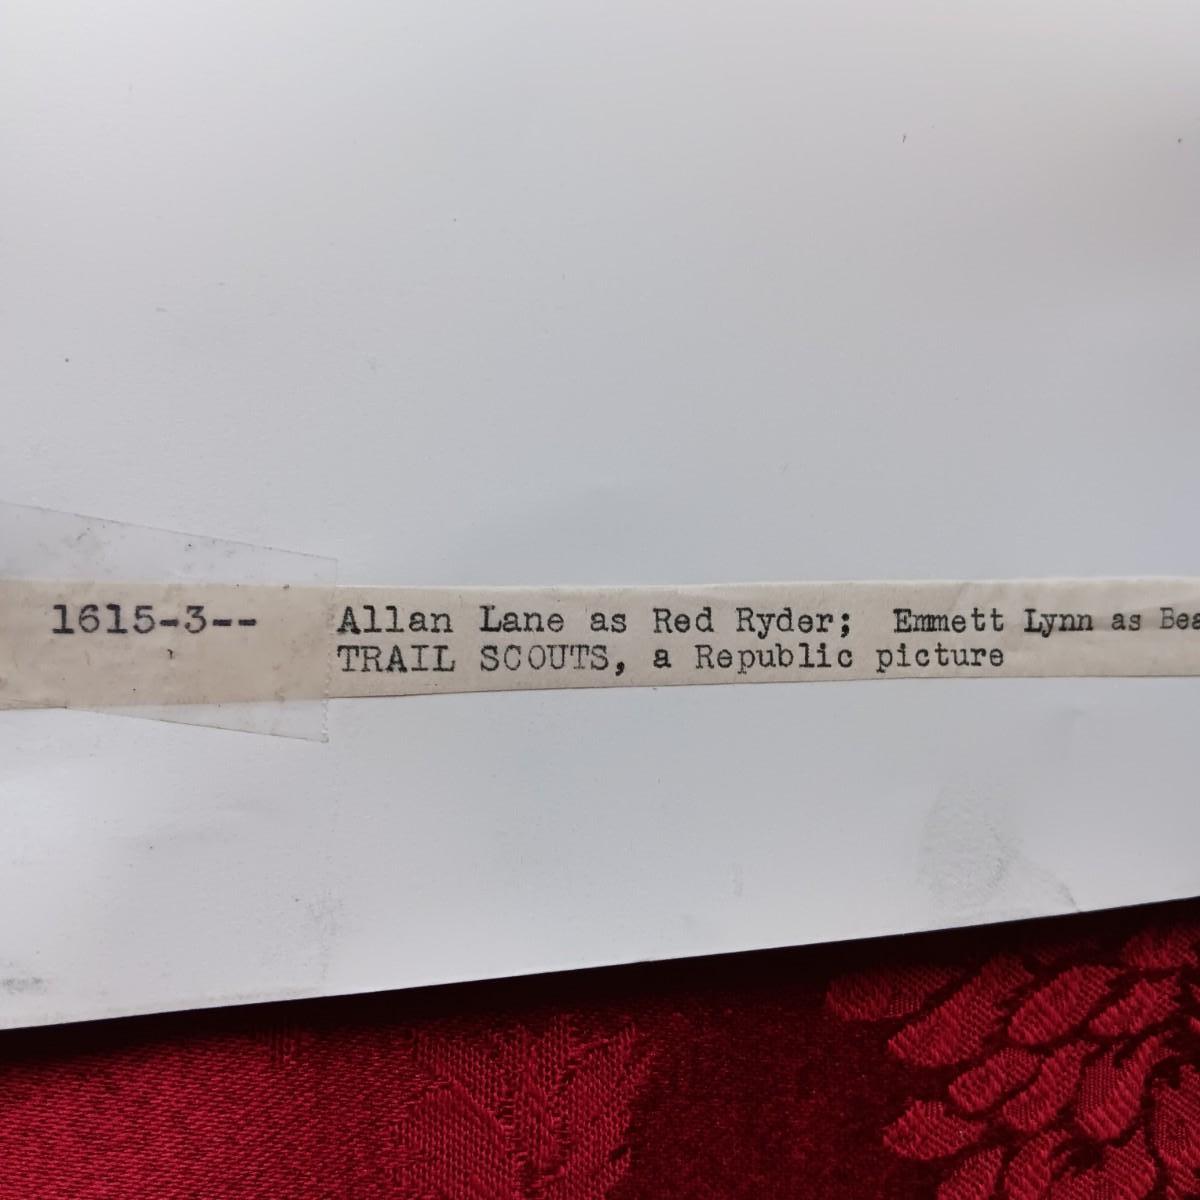 1615-3-- Allan Lane as Red Ryder; Emmett Lynn as
TRAIL SCOUTS, a Republic picture